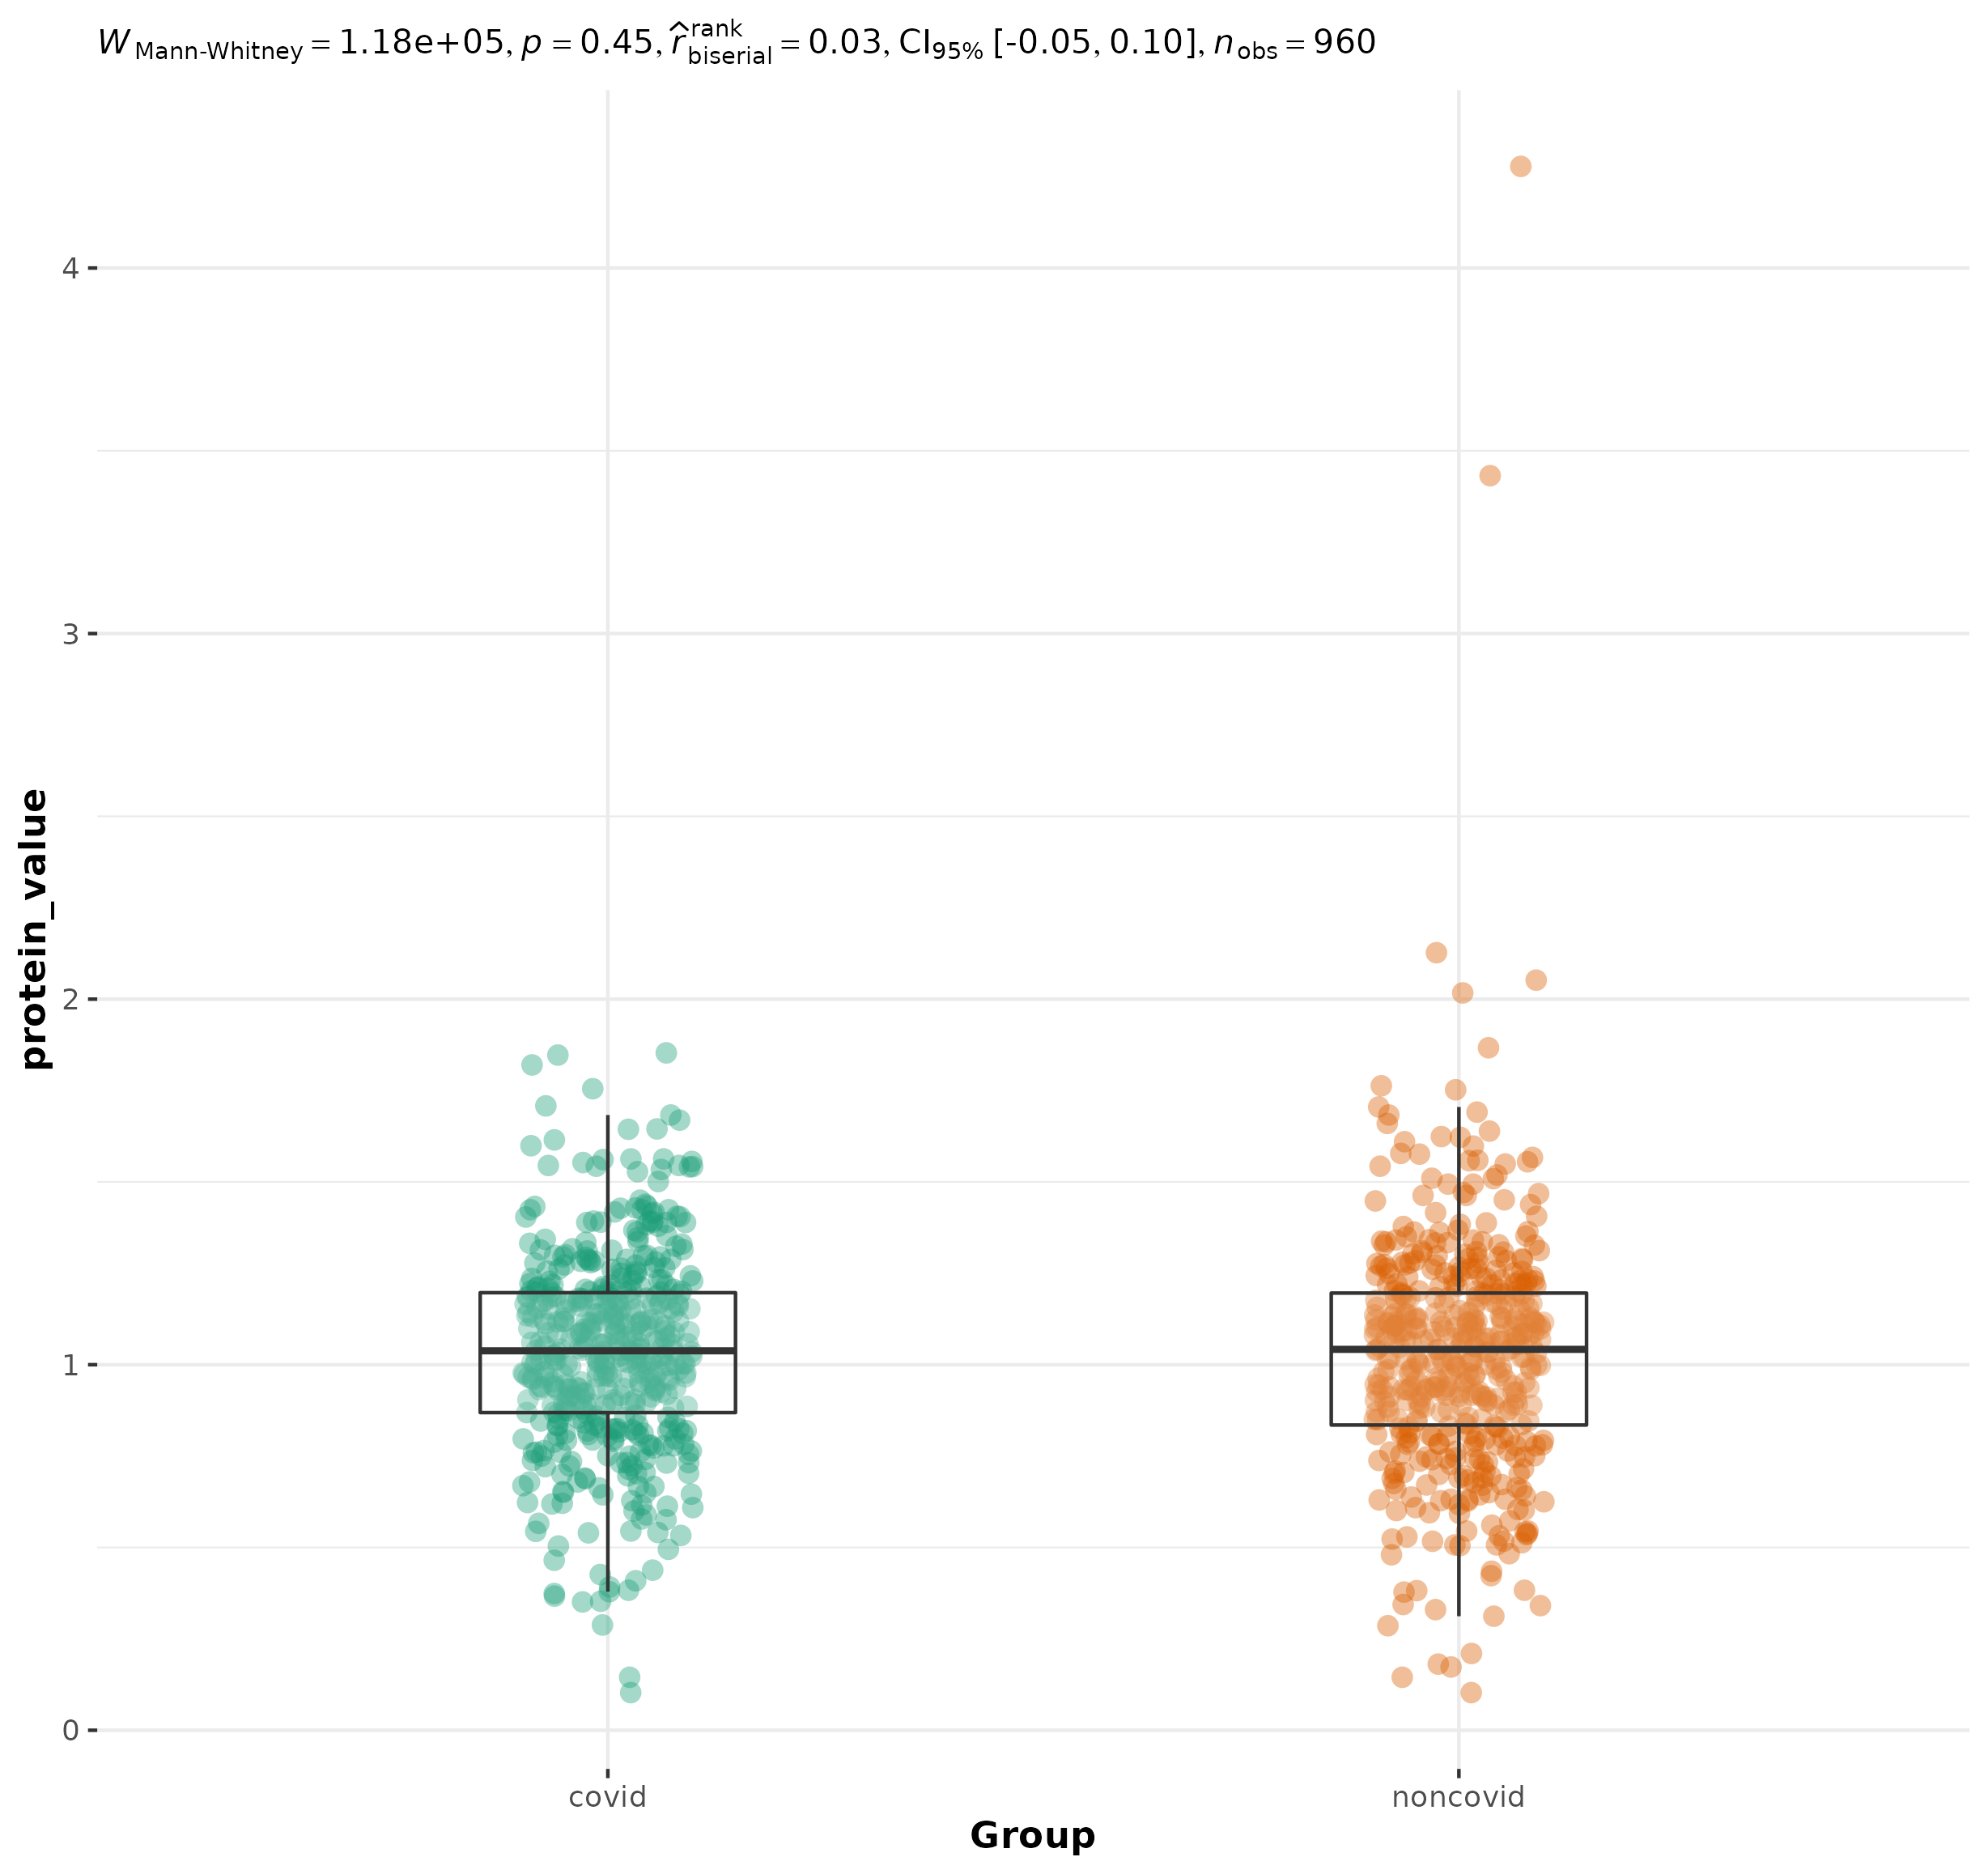 W Mann-Whitney = 1.18e+05, p = 0.45, r̂ rank biserial = 0.03, CI95% [-0.05, 0.10], nobs = 960
protein_value
4
3
2
1
0
covid noncovid
Group